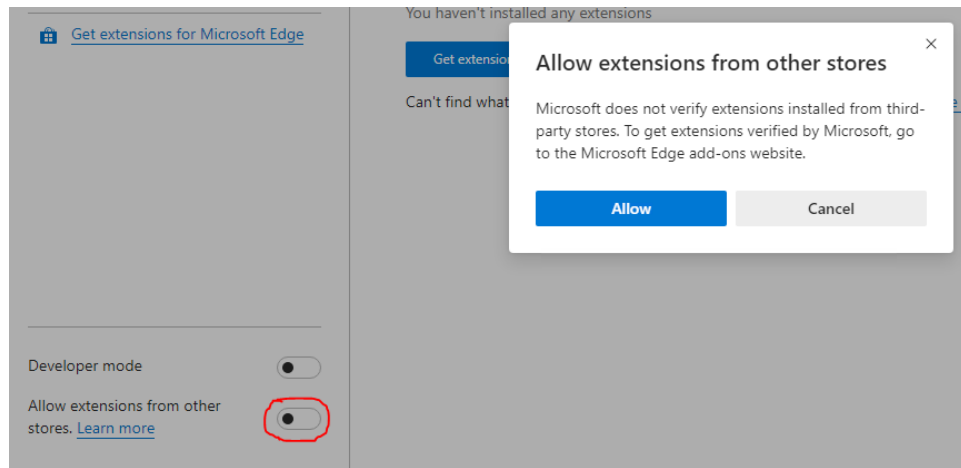 You haven't installed any extensions
Get extensions for Microsoft Edge
Get
Can't find what
Allow extensions from other stores
Microsoft does not verify extensions installed from third-
party stores. To get extensions verified by Microsoft, go
to the Microsoft Edge add-ons website.
Allow
Cancel
Developer mode
Allow extensions from other
stores. Learn more